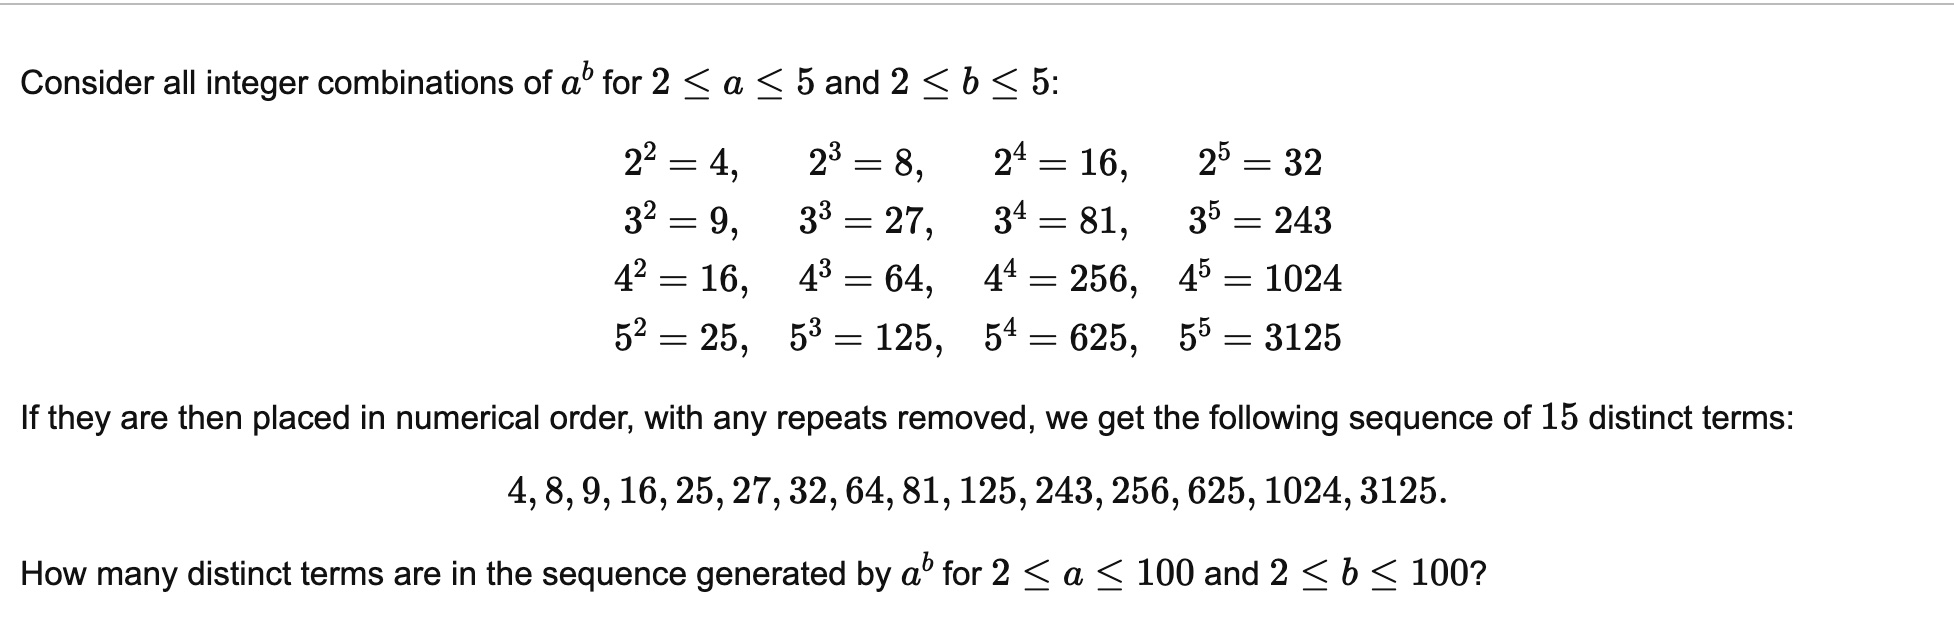 Consider all integer combinations of a^b for 2 ≤ a ≤ 5 and 2 ≤ b ≤ 5:
2^2 = 4, 2^3 = 8, 2^4 = 16, 2^5 = 32
3^2 = 9, 3^3 = 27, 3^4 = 81, 3^5 = 243
4^2 = 16, 4^3 = 64, 4^4 = 256, 4^5 = 1024
5^2 = 25, 5^3 = 125, 5^4 = 625, 5^5 = 3125
If they are then placed in numerical order, with any repeats removed, we get the following sequence of 15 distinct terms:
4, 8, 9, 16, 25, 27, 32, 64, 81, 125, 243, 256, 625, 1024, 3125.
How many distinct terms are in the sequence generated by a^b for 2 ≤ a ≤ 100 and 2 ≤ b ≤ 100?